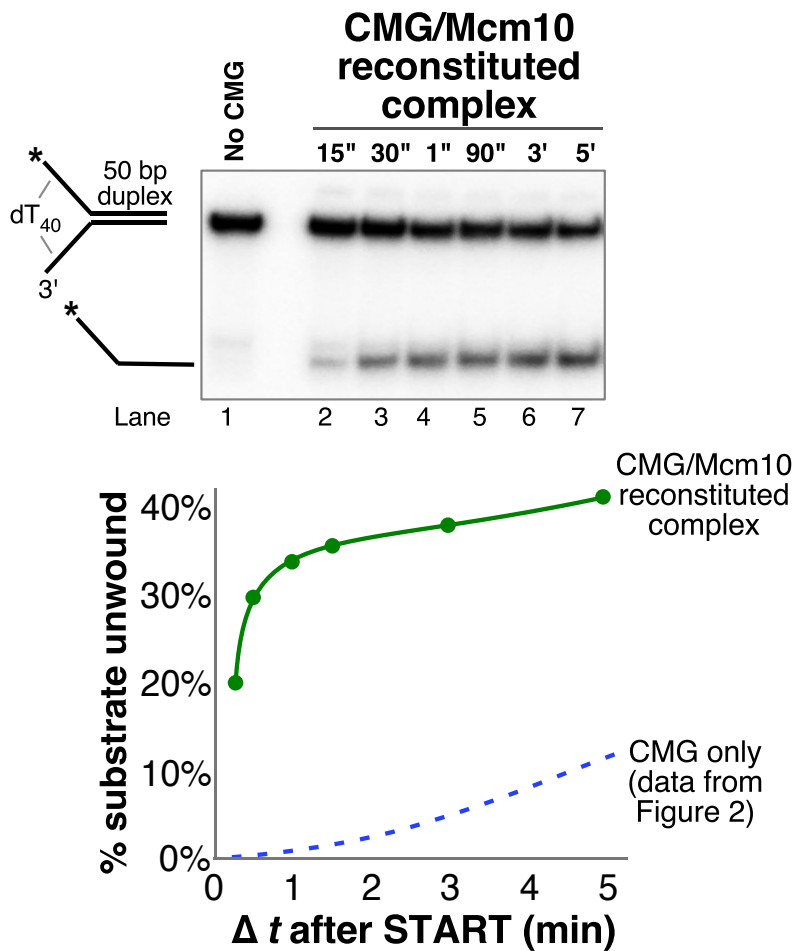 CMG/Mcm10
reconstituted
complex
No CMG
15" 30" 1" 90" 3' 5'
*
50 bp
duplex
dT40
3'
*
Lane 1 2 3 4 5 6 7
CMG/Mcm10
reconstituted
complex
% substrate unwound
40%
30%
20%
10%
0%
CMG only
(data from
Figure 2)
0 1 2 3 4 5
Δ t after START (min)